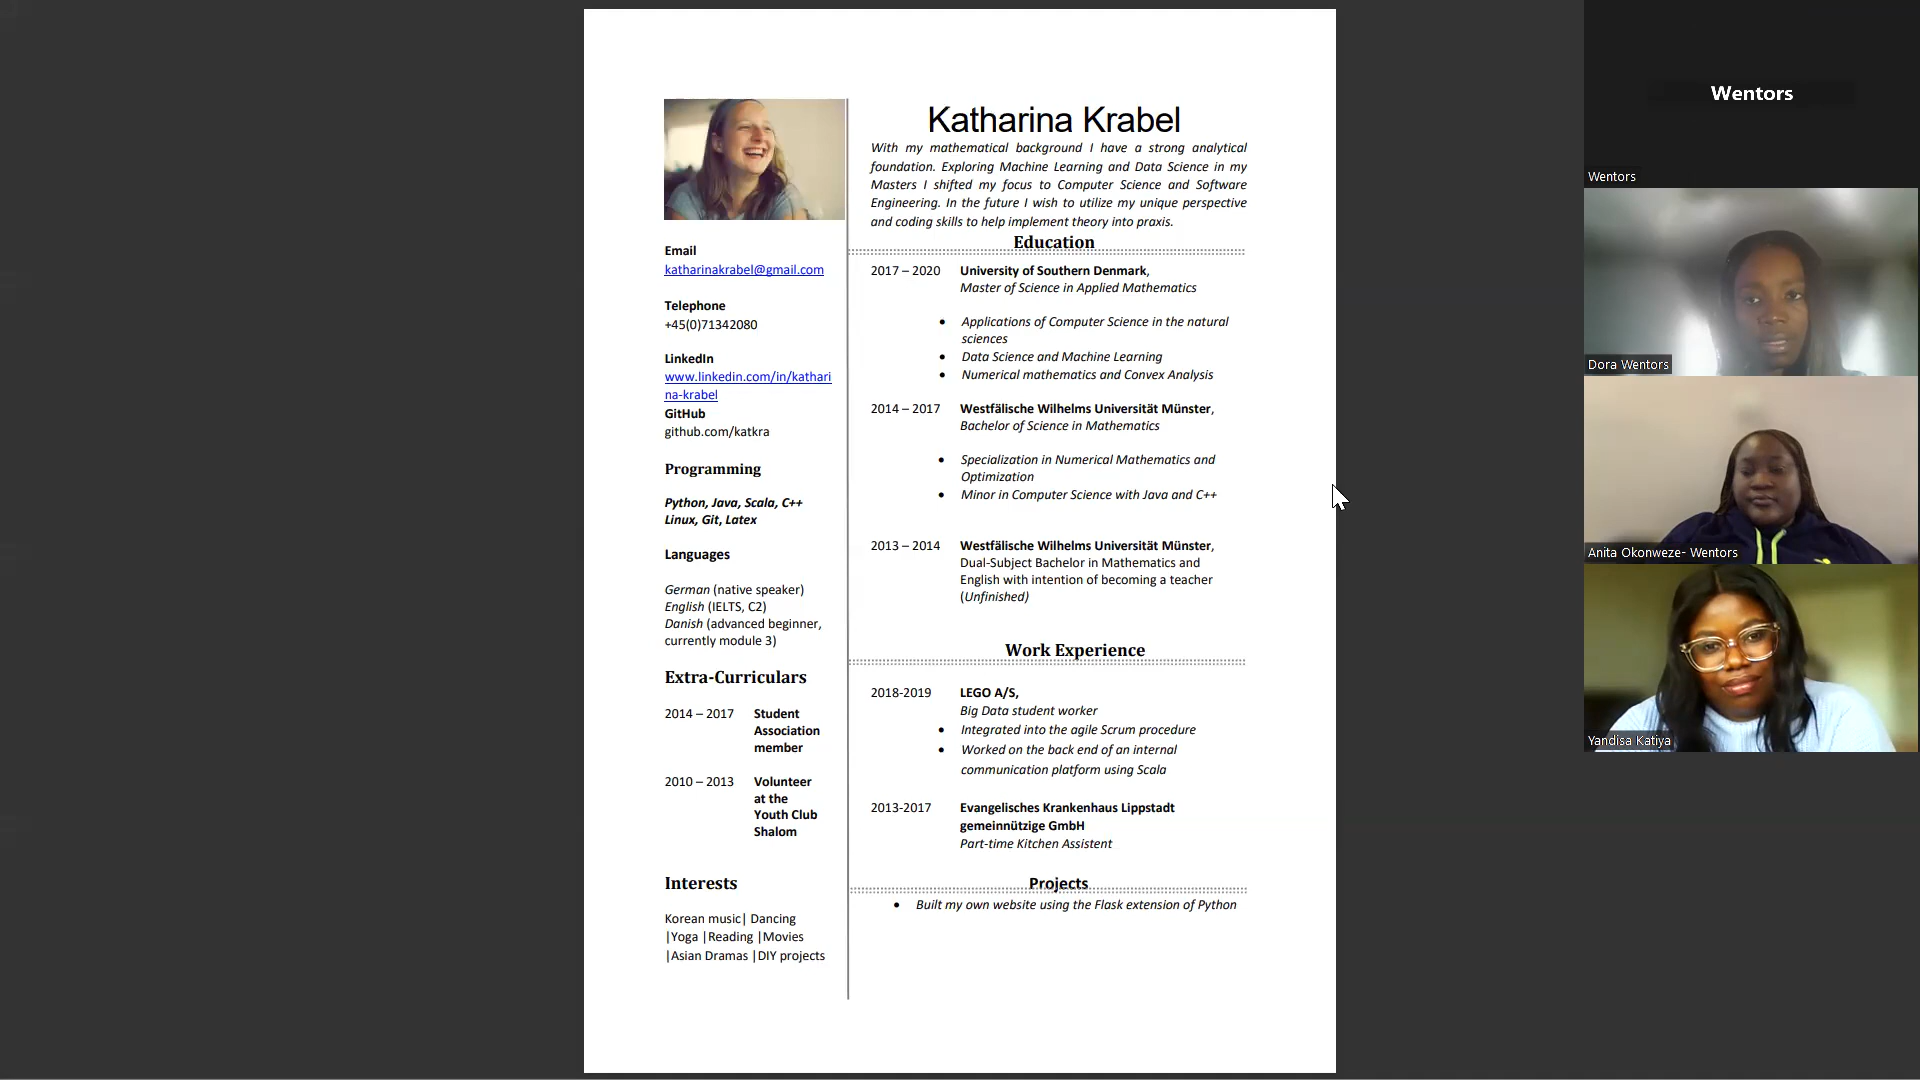 Katharina Krabel
With my mathematical background I have a strong analytical
foundation. Exploring Machine Learning and Data Science in my
Masters I shifted my focus to Computer Science and Software
Engineering. In the future I wish to utilize my unique perspective
and coding skills to help implement theory into praxis.
Email
katharinakrabel@gmail.com
Telephone
+45(0)71342080
LinkedIn
www.linkedin.com/in/kathari
na-krabel
GitHub
github.com/katkra
Programming
Python, Java, Scala, C++
Linux, Git, Latex
Languages
German (native speaker)
English (IELTS, C2)
Danish (advanced beginner,
currently module 3)
Extra-Curriculars
2014 – 2017 Student
Association
member
2010 – 2013 Volunteer
at the
Youth Club
Shalom
Interests
Korean music| Dancing
|Yoga |Reading |Movies
|Asian Dramas |DIY projects
Education
2017 – 2020 University of Southern Denmark,
Master of Science in Applied Mathematics
• Applications of Computer Science in the natural
sciences
• Data Science and Machine Learning
• Numerical mathematics and Convex Analysis
2014 – 2017 Westfälische Wilhelms Universität Münster,
Bachelor of Science in Mathematics
• Specialization in Numerical Mathematics and
Optimization
• Minor in Computer Science with Java and C++
2013 – 2014 Westfälische Wilhelms Universität Münster,
Dual-Subject Bachelor in Mathematics and
English with intention of becoming a teacher
(Unfinished)
Work Experience
2018-2019 LEGO A/S,
Big Data student worker
• Integrated into the agile Scrum procedure
• Worked on the back end of an internal
communication platform using Scala
2013-2017 Evangelisches Krankenhaus Lippstadt
gemeinnützige GmbH
Part-time Kitchen Assistent
Projects
• Built my own website using the Flask extension of Python
Wentors
Wentors
Dora Wentors
Anita Okonweze- Wentors
Yandisa Katiya